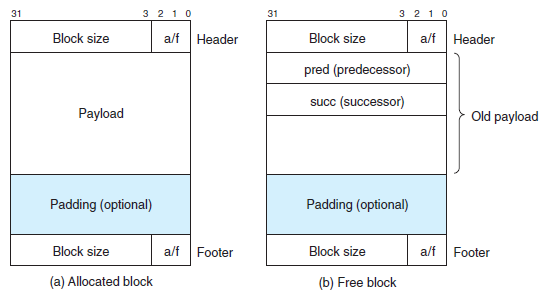 31 3 2 1 0
Block size a/f Header
Payload
Padding (optional)
Block size a/f Footer
(a) Allocated block
31 3 2 1 0
Block size a/f Header
pred (predecessor)
succ (successor)
Old payload
Padding (optional)
Block size a/f Footer
(b) Free block